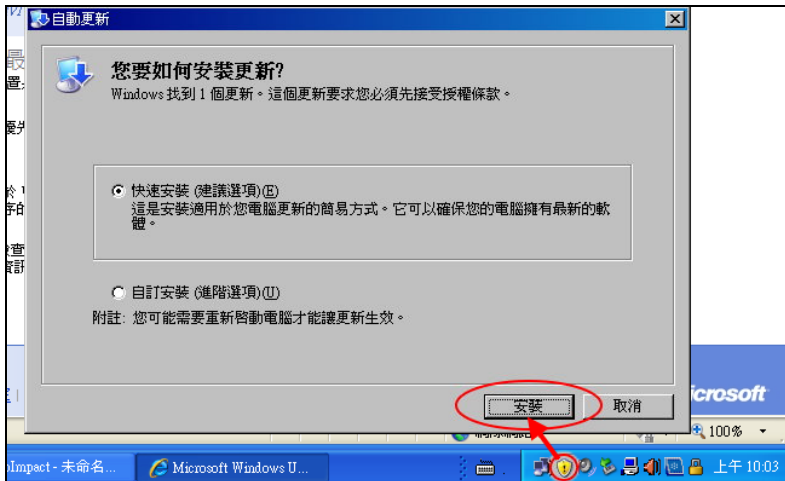 自動更新
您要如何安裝更新?
Windows 找到 1 個更新。這個更新要求您必須先接受授權條款。
快速安裝 (建議選項)(E)
這是安裝適用於您電腦更新的簡易方式。它可以確保您的電腦擁有最新的軟
體。
自訂安裝 (進階選項)(U)
附註: 您可能需要重新啓動電腦才能讓更新生效。
安裝
取消
icrosoft
100%
oImpact - 未命名...
Microsoft Windows U...
上午 10:03